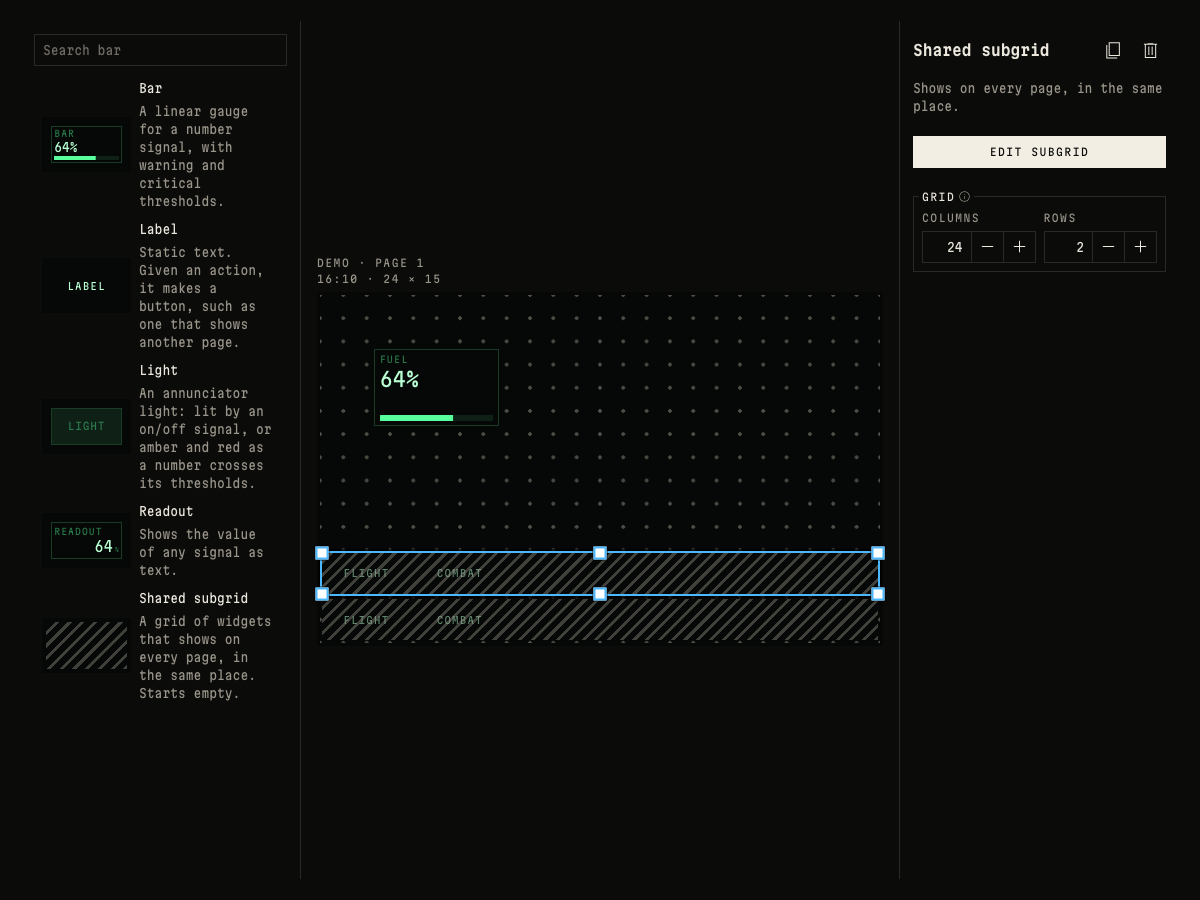 Search bar
BAR
64%
Bar
A linear gauge
for a number
signal, with
warning and
critical
thresholds.
LABEL
Label
Static text.
Given an action,
it makes a
button, such as
one that shows
another page.
LIGHT
Light
An annunciator
light: lit by an
on/off signal, or
amber and red as
a number crosses
its thresholds.
READOUT
64%
Readout
Shows the value
of any signal as
text.
Shared subgrid
A grid of widgets
that shows on
every page, in
the same place.
Starts empty.
DEMO · PAGE 1
16:10 · 24 × 15
FUEL
64%
FLIGHT COMBAT
FLIGHT COMBAT
Shared subgrid
Shows on every page, in the same
place.
EDIT SUBGRID
GRID
COLUMNS ROWS
24 2